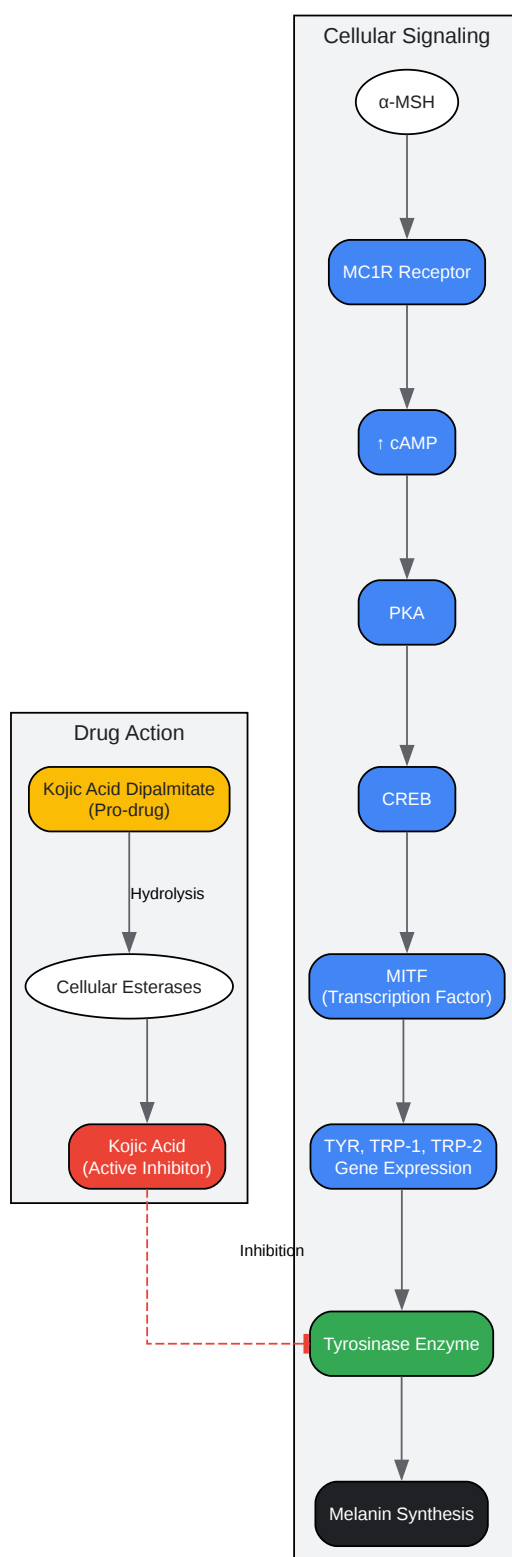 Cellular Signaling
α-MSH
MC1R Receptor
↑ cAMP
PKA
CREB
MITF
(Transcription Factor)
TYR, TRP-1, TRP-2
Gene Expression
Tyrosinase Enzyme
Melanin Synthesis
Drug Action
Kojic Acid Dipalmitate
(Pro-drug)
Hydrolysis
Cellular Esterases
Kojic Acid
(Active Inhibitor)
Inhibition